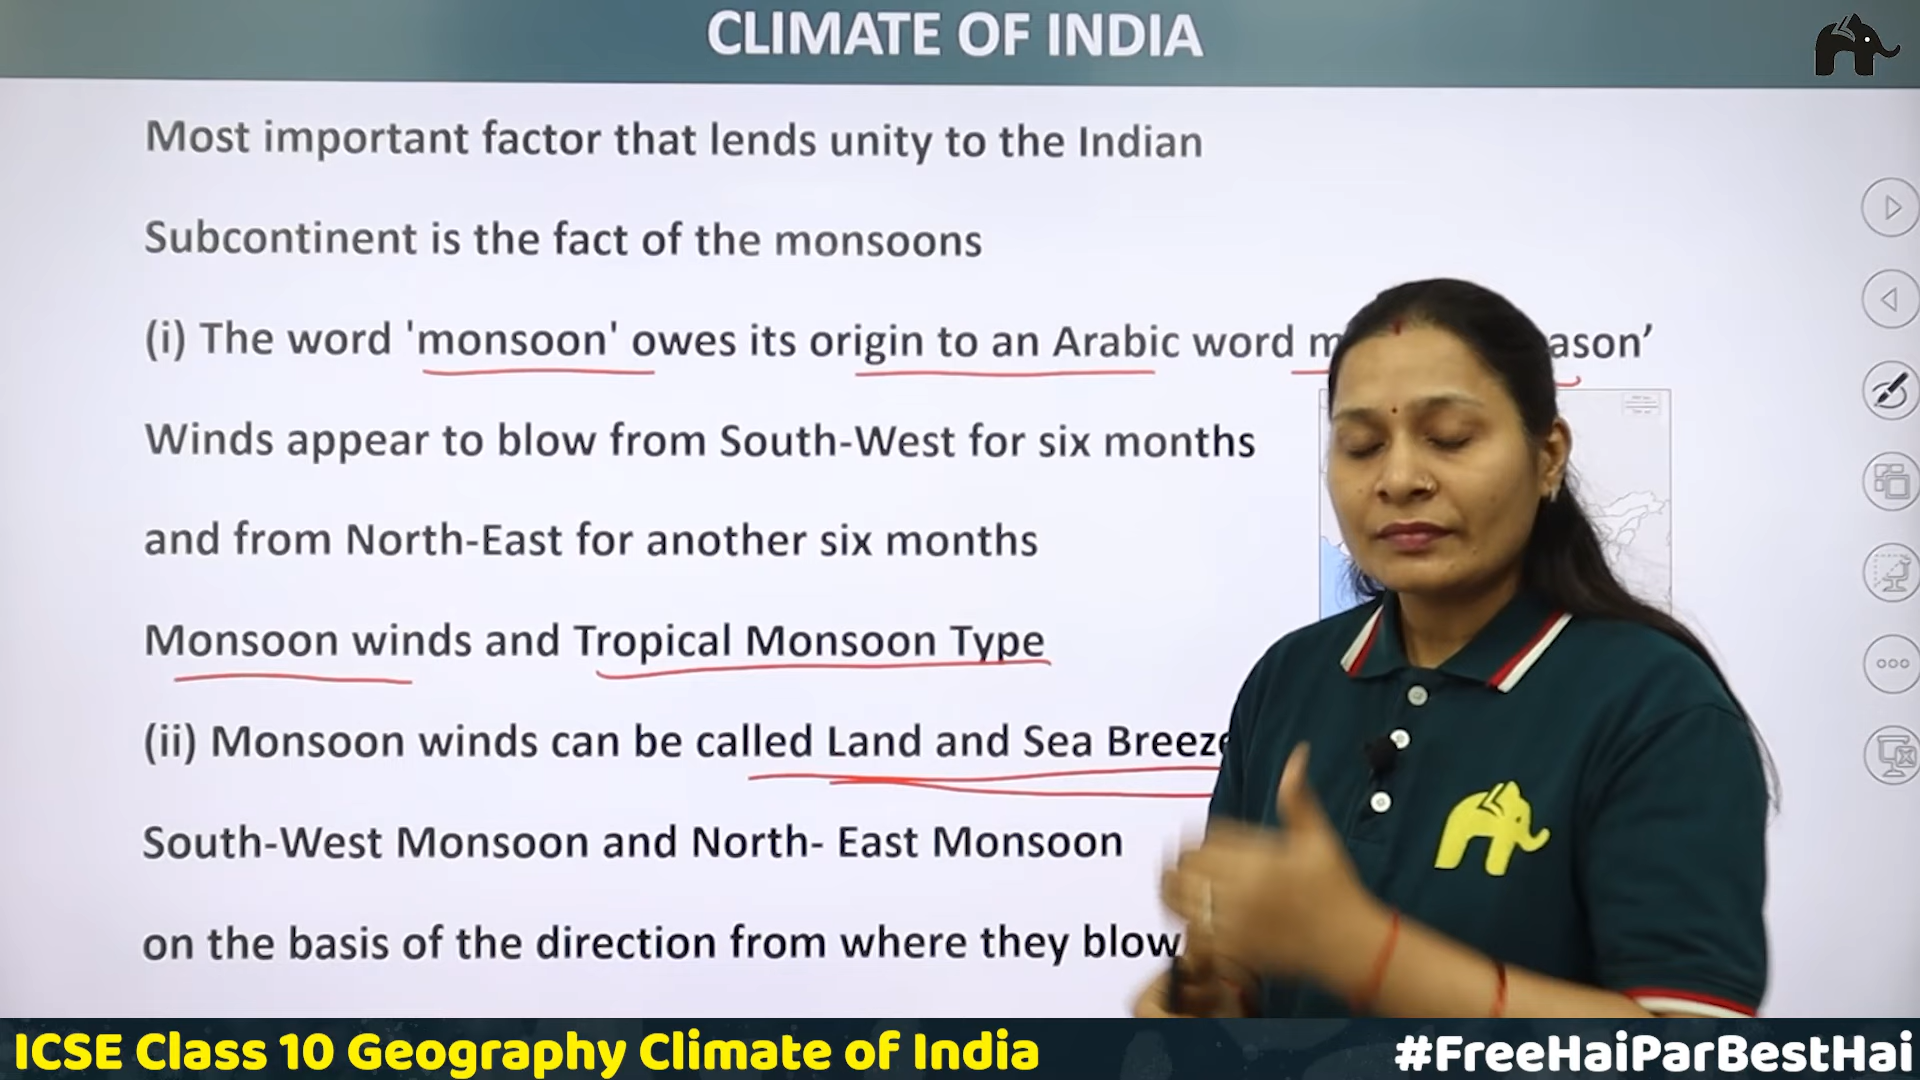 CLIMATE OF INDIA
Most important factor that lends unity to the Indian
Subcontinent is the fact of the monsoons
(i) The word 'monsoon' owes its origin to an Arabic word
Winds appear to blow from South-West for six months
and from North-East for another six months
Monsoon winds and Tropical Monsoon Type
(ii) Monsoon winds can be called Land and Sea
South-West Monsoon and North- East Monsoon
on the basis of the direction from where they blow
ICSE Class 10 Geography Climate of India
#FreeHaiParBestHai